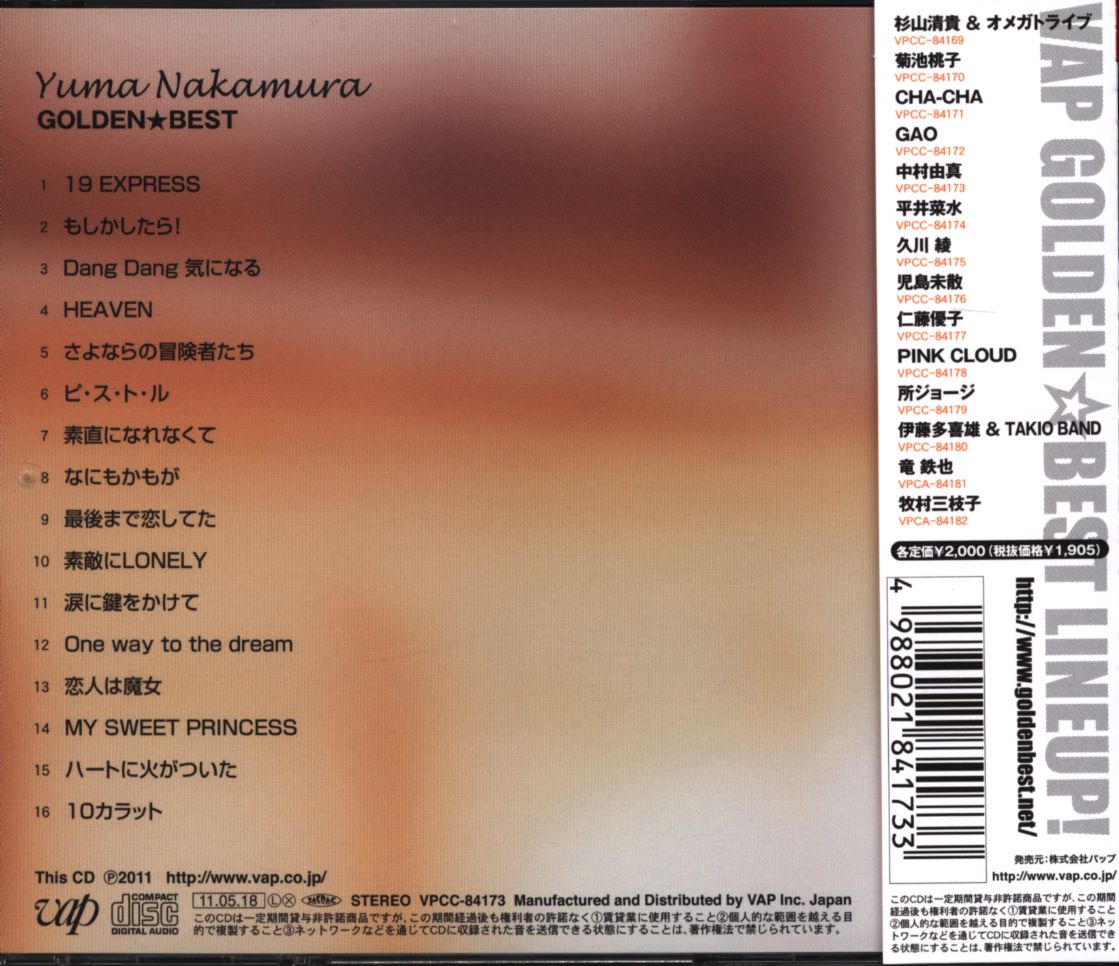 Yuma Nakamura
GOLDEN★BEST
1 19 EXPRESS
2 もしかしたら!
3 Dang Dang 気になる
4 HEAVEN
5 さよならの冒険者たち
6 ピ・ス・ト・ル
7 素直になれなくて
8 なにもかもが
9 最後まで恋してた
10 素敵にLONELY
11 涙に鍵をかけて
12 One way to the dream
13 恋人は魔女
14 MY SWEET PRINCESS
15 ハートに火がついた
16 10カラット
This CD ℗2011 http://www.vap.co.jp/
vap
COMPACT
disc
DIGITAL AUDIO
11.05.18 Ⓛ Ⓧ JASRAC STEREO VPCC-84173 Manufactured and Distributed by VAP Inc. Japan
このCDは一定期間貸与非許諾商品ですが、この期間経過後も権利者の許諾なく①賃貸業に使用すること②個人的な範囲を越える目
的で複製すること③ネットワークなどを通じてCDに収録された音を送信できる状態にすることは、著作権法で禁じられています。
杉山清貴 & オメガトライブ
VPCC-84169
菊池桃子
VPCC-84170
CHA-CHA
VPCC-84171
GAO
VPCC-84172
中村由真
VPCC-84173
平井菜水
VPCC-84174
久川 綾
VPCC-84175
児島未散
VPCC-84176
仁藤優子
VPCC-84177
PINK CLOUD
VPCC-84178
所ジョージ
VPCC-84179
伊藤多喜雄 & TAKIO BAND
VPCC-84180
竜 鉄也
VPCA-84181
牧村三枝子
VPCA-84182
各定価¥2,000(税抜価格¥1,905)
VAP GOLDEN☆BEST LINEUP!
http://www.goldenbest.net/
4 988021 841733
発売元:株式会社バップ
http://www.vap.co.jp/
このCDは一定期間貸与非許諾商品ですが、この期間
経過後も権利者の許諾なく①賃貸業に使用すること
②個人的な範囲を越える目的で複製すること③ネッ
トワークなどを通じてCDに収録された音を送信でき
る状態にすることは、著作権法で禁じられています。